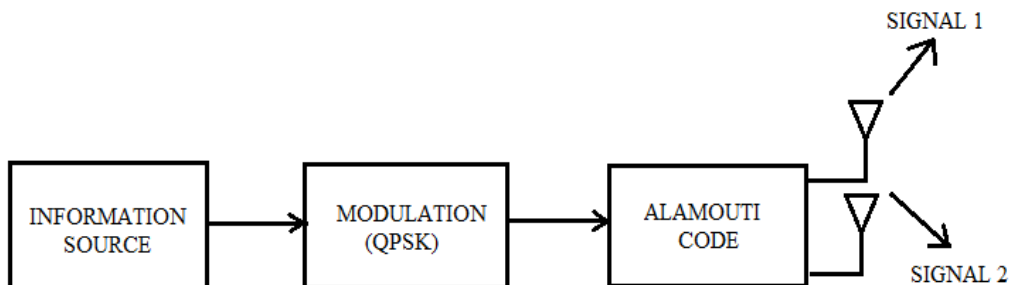 SIGNAL 1
INFORMATION
SOURCE
MODULATION
(QPSK)
ALAMOUTI
CODE
SIGNAL 2